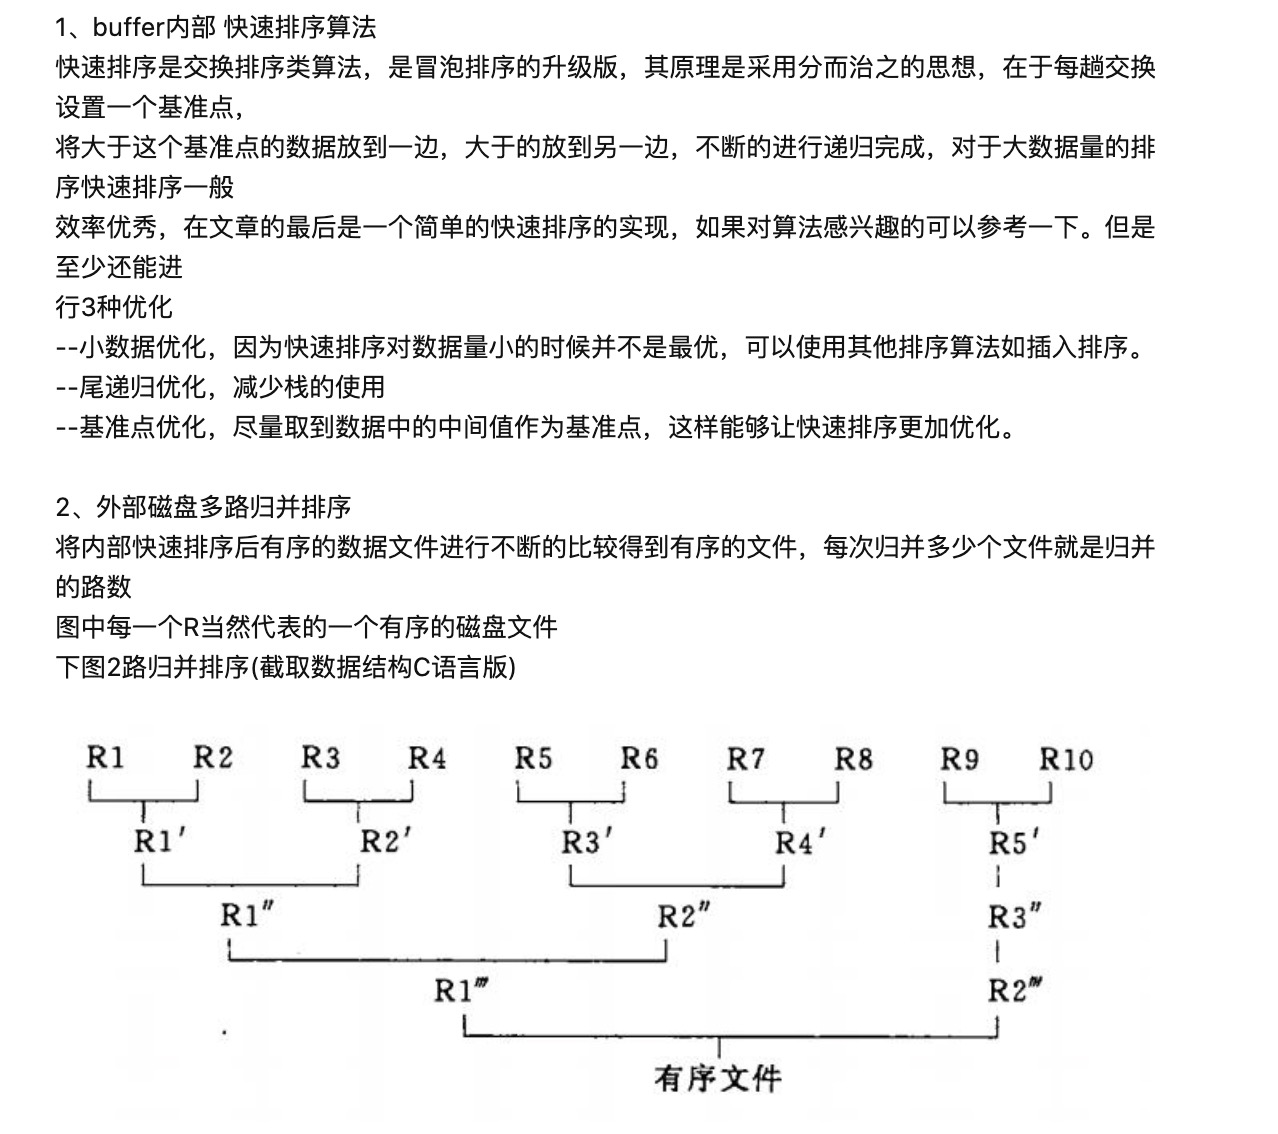 1、buffer内部 快速排序算法
快速排序是交换排序类算法，是冒泡排序的升级版，其原理是采用分而治之的思想，在于每趟交换
设置一个基准点，
将大于这个基准点的数据放到一边，大于的放到另一边，不断的进行递归完成，对于大数据量的排
序快速排序一般
效率优秀，在文章的最后是一个简单的快速排序的实现，如果对算法感兴趣的可以参考一下。但是
至少还能进
行3种优化
--小数据优化，因为快速排序对数据量小的时候并不是最优，可以使用其他排序算法如插入排序。
--尾递归优化，减少栈的使用
--基准点优化，尽量取到数据中的中间值作为基准点，这样能够让快速排序更加优化。
2、外部磁盘多路归并排序
将内部快速排序后有序的数据文件进行不断的比较得到有序的文件，每次归并多少个文件就是归并
的路数
图中每一个R当然代表的一个有序的磁盘文件
下图2路归并排序(截取数据结构C语言版)
R1 R2 R3 R4 R5 R6 R7 R8 R9 R10
R1′ R2′ R3′ R4′ R5′
R1″ R2″ R3″
R1‴ R2‴
有序文件